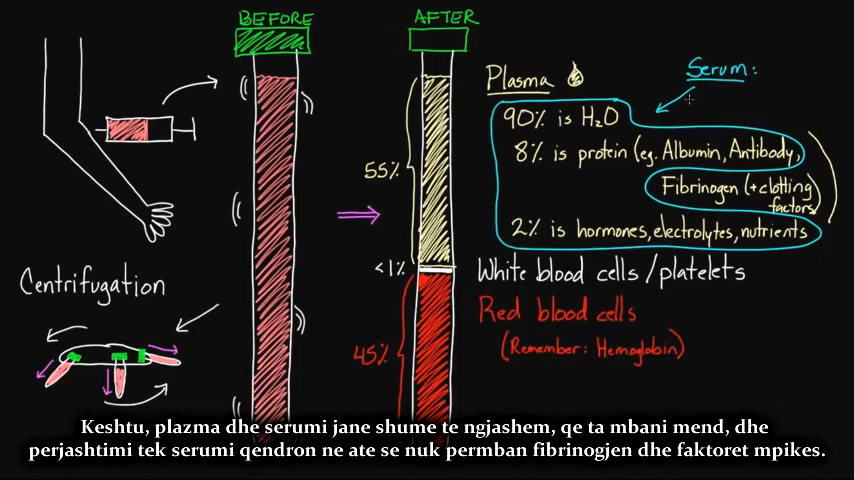 BEFORE
AFTER
Plasma
Serum:
90% is H₂O
8% is protein (eg. Albumin, Antibody,
Fibrinogen (+clotting
factors)
2% is hormones, electrolytes, nutrients
55%
<1%
White blood cells/platelets
Red blood cells
(Remember: Hemoglobin)
45%
Centrifugation
Keshtu, plazma dhe serumi jane shume te ngjashem, qe ta mbani mend, dhe
perjashtimi tek serumi qendron ne ate se nuk permban fibrinogjen dhe faktoret mpikes.